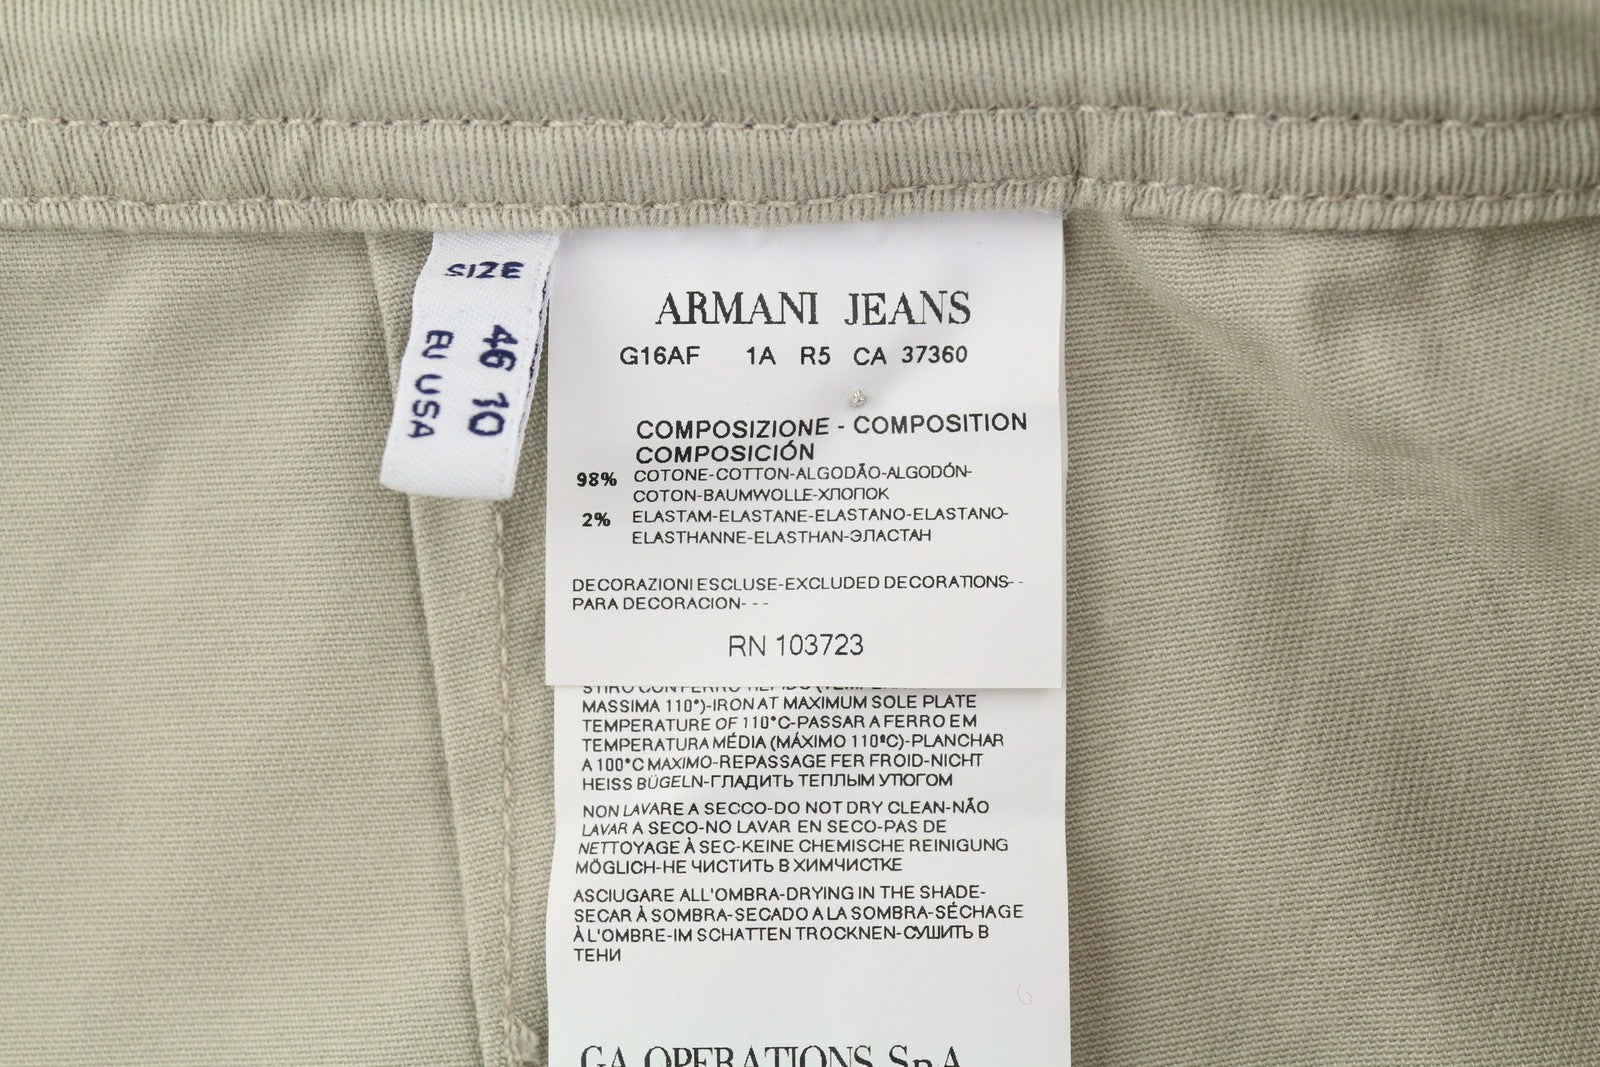 SIZE
46 10
EU USA
ARMANI JEANS
G16AF 1A R5 CA 37360
COMPOSIZIONE - COMPOSITION
COMPOSICIÓN
98% COTONE-COTTON-ALGODÃO-ALGODÓN-
COTON-BAUMWOLLE-ХЛОПОК
2% ELASTAM-ELASTANE-ELASTANO-ELASTANO-
ELASTHANNE-ELASTHAN-ЭЛАСТАН
DECORAZIONI ESCLUSE-EXCLUDED DECORATIONS- -
PARA DECORACION- - -
RN 103723
STIRO CON FERRO
MASSIMA 110°)-IRON AT MAXIMUM SOLE PLATE
TEMPERATURE OF 110°C-PASSAR A FERRO EM
TEMPERATURA MÉDIA (MÁXIMO 110ºC)-PLANCHAR
A 100°C MAXIMO-REPASSAGE FER FROID-NICHT
HEISS BÜGELN-ГЛАДИТЬ ТЕПЛЫМ УТЮГОМ
NON LAVARE A SECCO-DO NOT DRY CLEAN-NÃO
LAVAR A SECO-NO LAVAR EN SECO-PAS DE
NETTOYAGE À SEC-KEINE CHEMISCHE REINIGUNG
MÖGLICH-НЕ ЧИСТИТЬ В ХИМЧИСТКЕ
ASCIUGARE ALL'OMBRA-DRYING IN THE SHADE-
SECAR À SOMBRA-SECADO A LA SOMBRA-SÉCHAGE
À L'OMBRE-IM SCHATTEN TROCKNEN-СУШИТЬ В
ТЕНИ
GA OPERATIONS S.p.A.